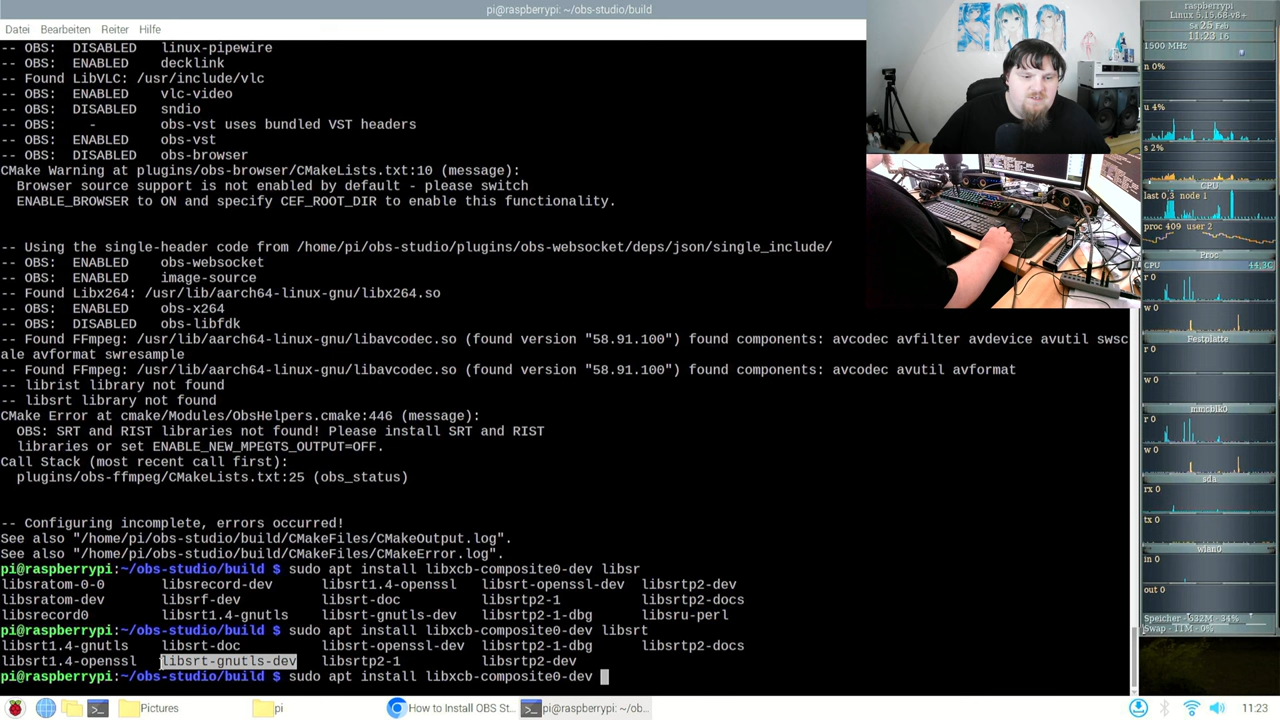 pi@raspberrypi: ~/obs-studio/build
Datei Bearbeiten Reiter Hilfe
-- OBS: DISABLED linux-pipewire
-- OBS: ENABLED decklink
-- Found LibVLC: /usr/include/vlc
-- OBS: ENABLED vlc-video
-- OBS: DISABLED sndio
-- OBS: - obs-vst uses bundled VST headers
-- OBS: ENABLED obs-vst
-- OBS: DISABLED obs-browser
CMake Warning at plugins/obs-browser/CMakeLists.txt:10 (message):
Browser source support is not enabled by default - please switch
ENABLE_BROWSER to ON and specify CEF_ROOT_DIR to enable this functionality.
-- Using the single-header code from /home/pi/obs-studio/plugins/obs-websocket/deps/json/single_include/
-- OBS: ENABLED obs-websocket
-- OBS: ENABLED image-source
-- Found Libx264: /usr/lib/aarch64-linux-gnu/libx264.so
-- OBS: ENABLED obs-x264
-- OBS: DISABLED obs-libfdk
-- Found FFmpeg: /usr/lib/aarch64-linux-gnu/libavcodec.so (found version "58.91.100") found components: avcodec avfilter avdevice avutil swsc
ale avformat swresample
-- Found FFmpeg: /usr/lib/aarch64-linux-gnu/libavcodec.so (found version "58.91.100") found components: avcodec avutil avformat
-- librist library not found
-- libsrt library not found
CMake Error at cmake/Modules/ObsHelpers.cmake:446 (message):
OBS: SRT and RIST libraries not found! Please install SRT and RIST
libraries or set ENABLE_NEW_MPEGTS_OUTPUT=OFF.
Call Stack (most recent call first):
plugins/obs-ffmpeg/CMakeLists.txt:25 (obs_status)
-- Configuring incomplete, errors occurred!
See also "/home/pi/obs-studio/build/CMakeFiles/CMakeOutput.log".
See also "/home/pi/obs-studio/build/CMakeFiles/CMakeError.log".
pi@raspberrypi:~/obs-studio/build $ sudo apt install libxcb-composite0-dev libsr
libsratom-0-0 libsrecord-dev libsrt1.4-openssl libsrt-openssl-dev libsrtp2-dev
libsratom-dev libsrf-dev libsrt-doc libsrtp2-1 libsrtp2-docs
libsrecord0 libsrt1.4-gnutls libsrt-gnutls-dev libsrtp2-1-dbg libsru-perl
pi@raspberrypi:~/obs-studio/build $ sudo apt install libxcb-composite0-dev libsrt
libsrt1.4-gnutls libsrt-doc libsrt-openssl-dev libsrtp2-1-dbg libsrtp2-docs
libsrt1.4-openssl libsrt-gnutls-dev libsrtp2-1 libsrtp2-dev
pi@raspberrypi:~/obs-studio/build $ sudo apt install libxcb-composite0-dev
raspberrypi
Linux 5.15.68-v8+
25 Feb
11:23
1500 MHz
n 0%
u 4%
s 2%
CPU
last 0,3 node 1
proc 409 user 2
Proc
CPU 44,3C
r 0
w 0
Festplatte
r 0
w 0
mmcblk0
r 0
w 0
sda
rx 0
tx 0
wlan0
in 0
out 0
Speicher -632M- 34%
Swap - 11M - 0%
Pictures
pi
How to Install OBS St...
pi@raspberrypi: ~/ob...
11:23